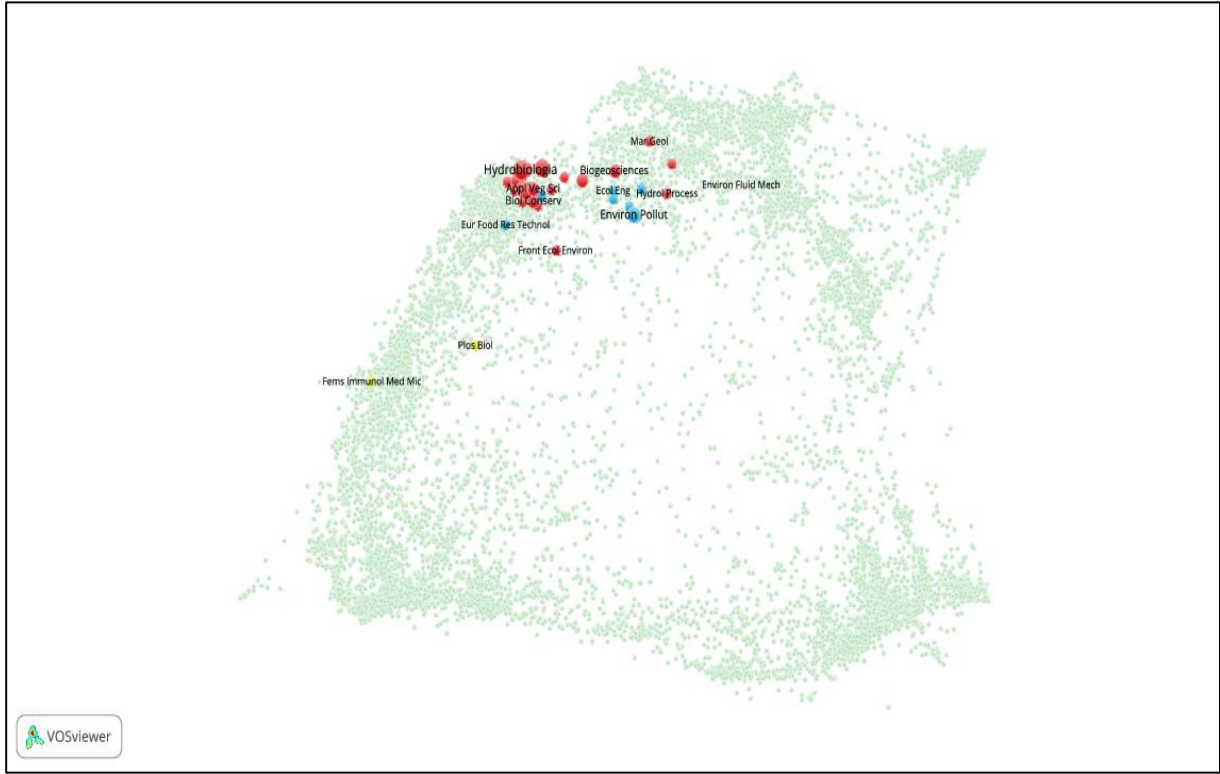 Mar Geol
Hydrobiologia
Biogeosciences
Appl Veg Sci
Ecol Eng
Hydrol Process
Environ Fluid Mech
Biol Conserv
Environ Pollut
Eur Food Res Technol
Front Ecol Environ
Plos Biol
Fems Immunol Med Mic
VOSviewer